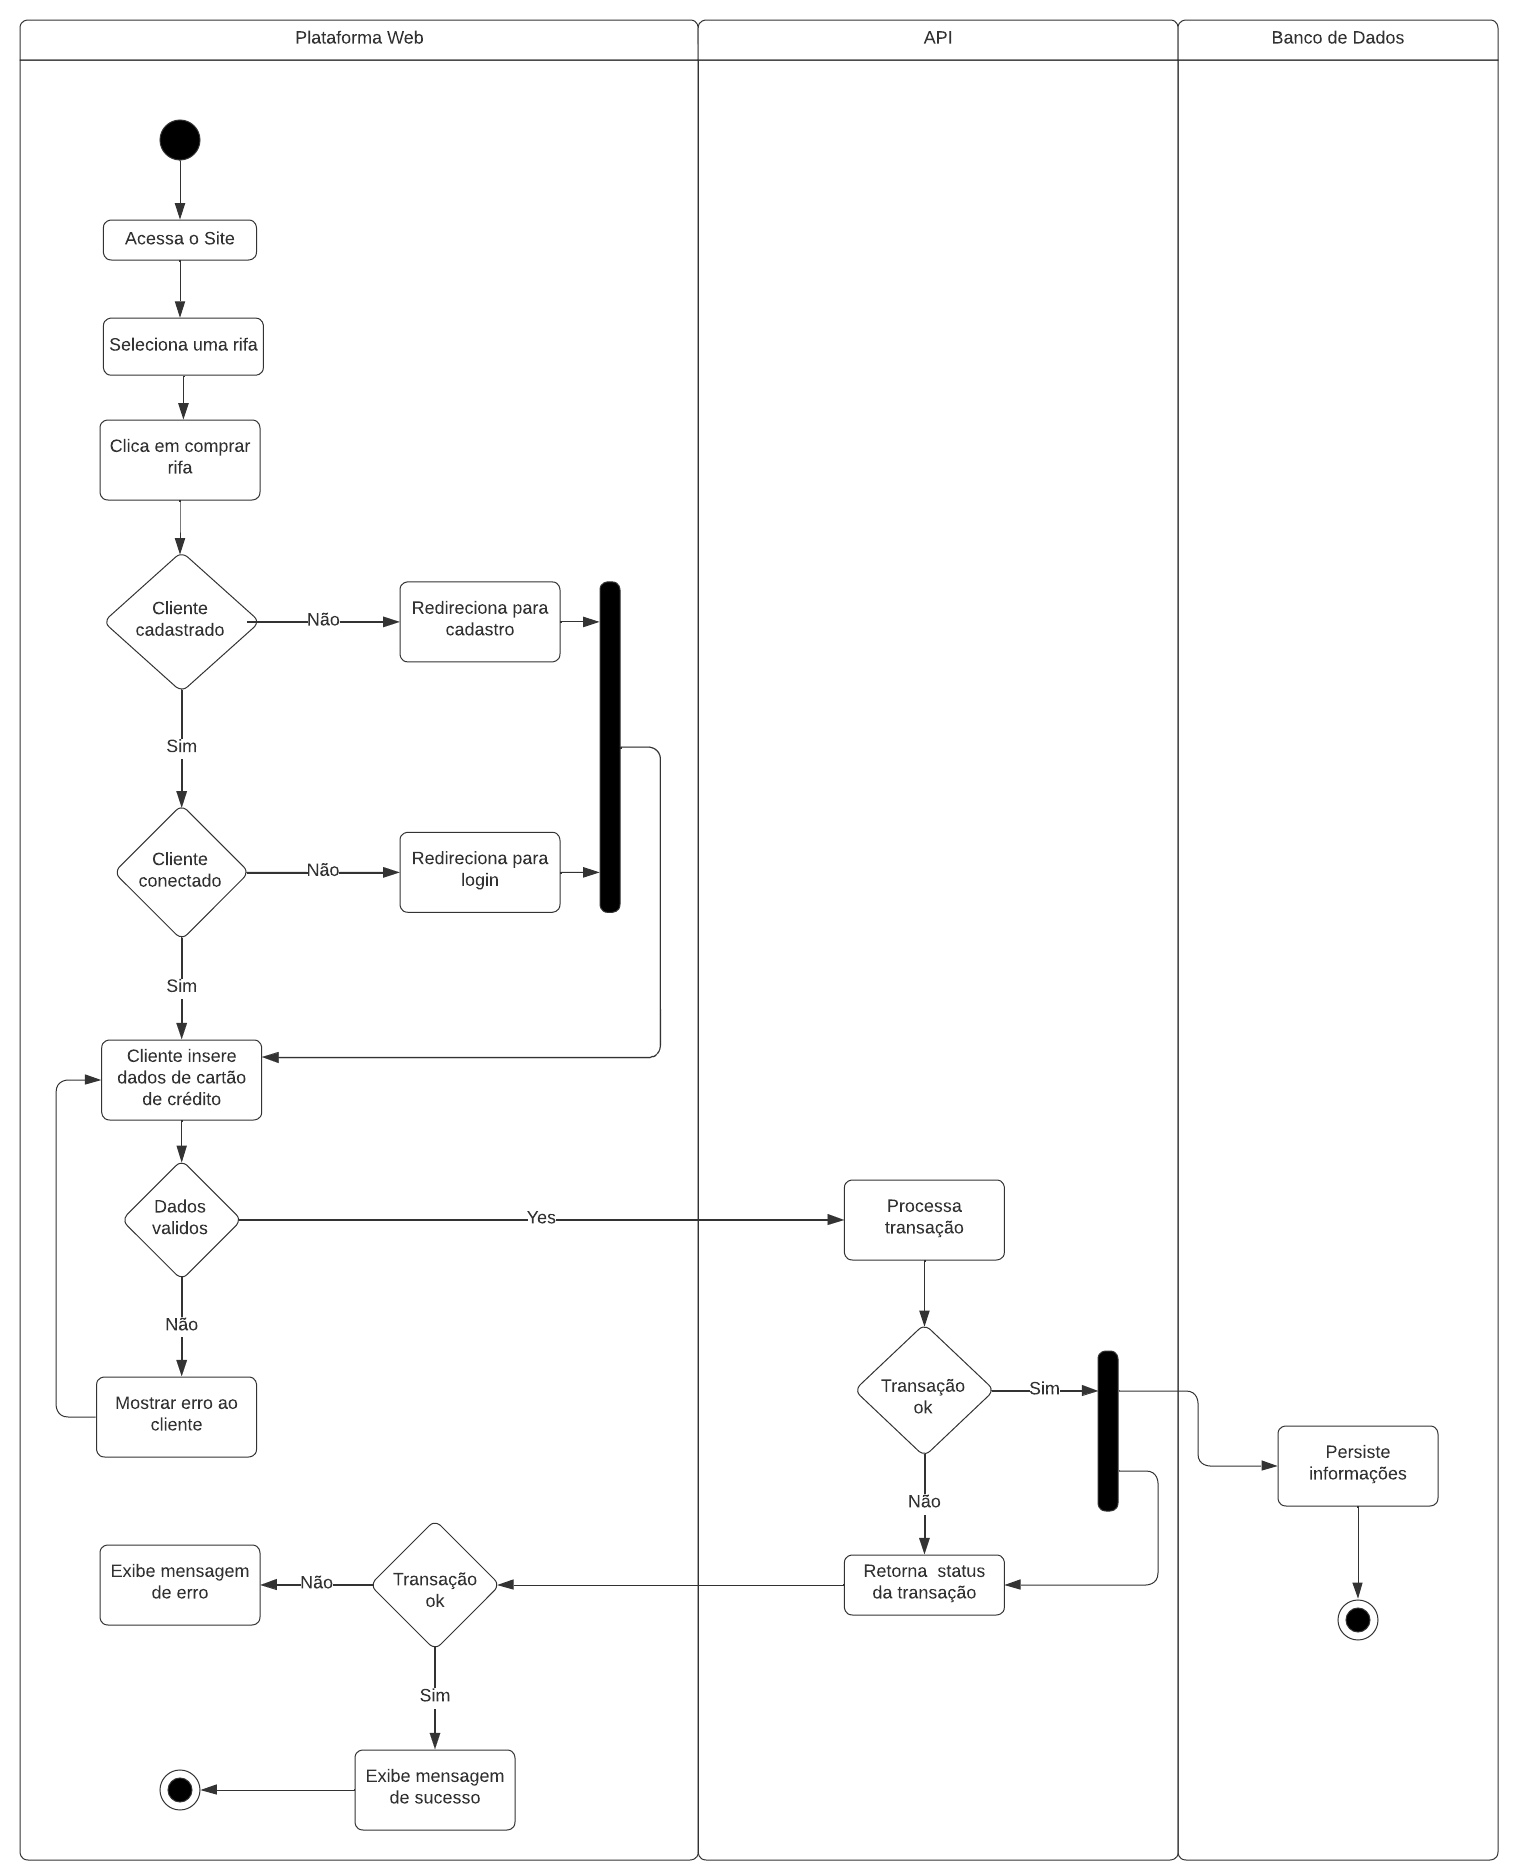 Plataforma Web
API
Banco de Dados
Acessa o Site
Seleciona uma rifa
Clica em comprar
rifa
Cliente
cadastrado
Não
Redireciona para
cadastro
Sim
Cliente
conectado
Não
Redireciona para
login
Sim
Cliente insere
dados de cartão
de crédito
Dados
validos
Yes
Processa
transação
Não
Mostrar erro ao
cliente
Transação
ok
Sim
Persiste
informações
Não
Retorna status
da transação
Transação
ok
Não
Exibe mensagem
de erro
Sim
Exibe mensagem
de sucesso